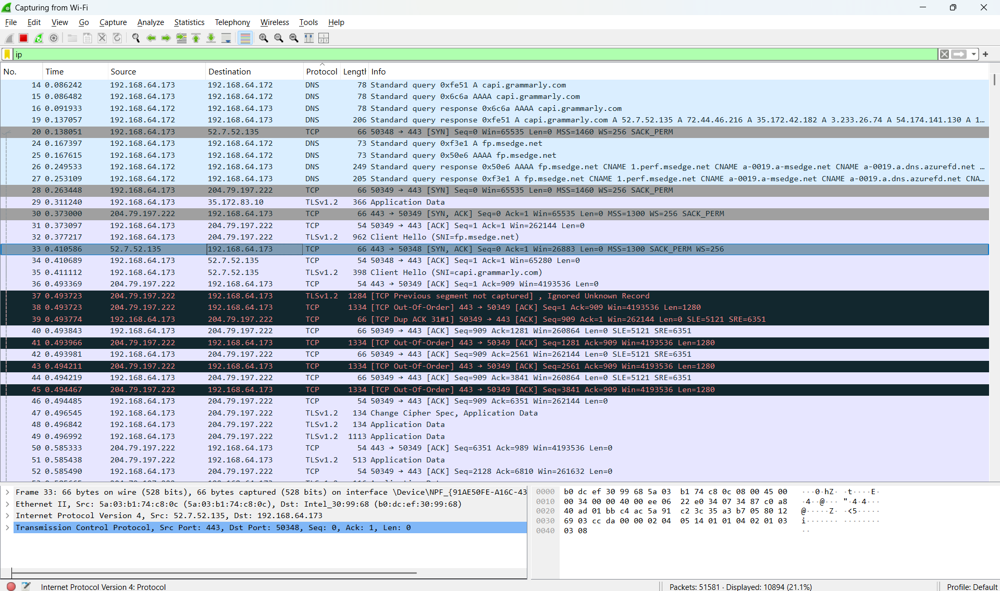 Capturing from Wi-Fi
File Edit View Go Capture Analyze Statistics Telephony Wireless Tools Help
ip
No. Time Source Destination Protocol Length Info
14 0.086242 192.168.64.173 192.168.64.172 DNS 78 Standard query 0xfe51 A capi.grammarly.com
15 0.086482 192.168.64.173 192.168.64.172 DNS 78 Standard query 0x6c6a AAAA capi.grammarly.com
16 0.091933 192.168.64.172 192.168.64.173 DNS 78 Standard query response 0x6c6a AAAA capi.grammarly.com
19 0.137057 192.168.64.172 192.168.64.173 DNS 206 Standard query response 0xfe51 A capi.grammarly.com A 52.7.52.135 A 72.44.46.216 A 35.172.42.182 A 3.233.26.74 A 54.174.141.130 A 1…
20 0.138051 192.168.64.173 52.7.52.135 TCP 66 50348 → 443 [SYN] Seq=0 Win=65535 Len=0 MSS=1460 WS=256 SACK_PERM
24 0.167397 192.168.64.173 192.168.64.172 DNS 73 Standard query 0xf3e1 A fp.msedge.net
25 0.167615 192.168.64.173 192.168.64.172 DNS 73 Standard query 0x50e6 AAAA fp.msedge.net
26 0.249533 192.168.64.172 192.168.64.173 DNS 249 Standard query response 0x50e6 AAAA fp.msedge.net CNAME 1.perf.msedge.net CNAME a-0019.a-msedge.net CNAME a-0019.a.dns.azurefd.net …
27 0.253109 192.168.64.172 192.168.64.173 DNS 205 Standard query response 0xf3e1 A fp.msedge.net CNAME 1.perf.msedge.net CNAME a-0019.a-msedge.net CNAME a-0019.a.dns.azurefd.net CNA…
28 0.263448 192.168.64.173 204.79.197.222 TCP 66 50349 → 443 [SYN] Seq=0 Win=65535 Len=0 MSS=1460 WS=256 SACK_PERM
29 0.311240 192.168.64.173 35.172.83.10 TLSv1.2 366 Application Data
30 0.373000 204.79.197.222 192.168.64.173 TCP 66 443 → 50349 [SYN, ACK] Seq=0 Ack=1 Win=65535 Len=0 MSS=1300 WS=256 SACK_PERM
31 0.373097 192.168.64.173 204.79.197.222 TCP 54 50349 → 443 [ACK] Seq=1 Ack=1 Win=262144 Len=0
32 0.377217 192.168.64.173 204.79.197.222 TLSv1.2 962 Client Hello (SNI=fp.msedge.net)
33 0.410586 52.7.52.135 192.168.64.173 TCP 66 443 → 50348 [SYN, ACK] Seq=0 Ack=1 Win=26883 Len=0 MSS=1300 SACK_PERM WS=256
34 0.410689 192.168.64.173 52.7.52.135 TCP 54 50348 → 443 [ACK] Seq=1 Ack=1 Win=65280 Len=0
35 0.411112 192.168.64.173 52.7.52.135 TLSv1.2 398 Client Hello (SNI=capi.grammarly.com)
36 0.493369 204.79.197.222 192.168.64.173 TCP 54 443 → 50349 [ACK] Seq=1 Ack=909 Win=4193536 Len=0
37 0.493723 204.79.197.222 192.168.64.173 TLSv1.2 1284 [TCP Previous segment not captured] , Ignored Unknown Record
38 0.493723 204.79.197.222 192.168.64.173 TCP 1334 [TCP Out-Of-Order] 443 → 50349 [ACK] Seq=1 Ack=909 Win=4193536 Len=1280
39 0.493774 192.168.64.173 204.79.197.222 TCP 66 [TCP Dup ACK 31#1] 50349 → 443 [ACK] Seq=909 Ack=1 Win=262144 Len=0 SLE=5121 SRE=6351
40 0.493843 192.168.64.173 204.79.197.222 TCP 66 50349 → 443 [ACK] Seq=909 Ack=1281 Win=260864 Len=0 SLE=5121 SRE=6351
41 0.493966 204.79.197.222 192.168.64.173 TCP 1334 [TCP Out-Of-Order] 443 → 50349 [ACK] Seq=1281 Ack=909 Win=4193536 Len=1280
42 0.493981 192.168.64.173 204.79.197.222 TCP 66 50349 → 443 [ACK] Seq=909 Ack=2561 Win=262144 Len=0 SLE=5121 SRE=6351
43 0.494211 204.79.197.222 192.168.64.173 TCP 1334 [TCP Out-Of-Order] 443 → 50349 [ACK] Seq=2561 Ack=909 Win=4193536 Len=1280
44 0.494219 192.168.64.173 204.79.197.222 TCP 66 50349 → 443 [ACK] Seq=909 Ack=3841 Win=260864 Len=0 SLE=5121 SRE=6351
45 0.494467 204.79.197.222 192.168.64.173 TCP 1334 [TCP Out-Of-Order] 443 → 50349 [ACK] Seq=3841 Ack=909 Win=4193536 Len=1280
46 0.494485 192.168.64.173 204.79.197.222 TCP 54 50349 → 443 [ACK] Seq=909 Ack=6351 Win=262144 Len=0
47 0.496545 192.168.64.173 204.79.197.222 TLSv1.2 134 Change Cipher Spec, Application Data
48 0.496842 192.168.64.173 204.79.197.222 TLSv1.2 134 Application Data
49 0.496992 192.168.64.173 204.79.197.222 TLSv1.2 1113 Application Data
50 0.585333 204.79.197.222 192.168.64.173 TCP 54 443 → 50349 [ACK] Seq=6351 Ack=989 Win=4193536 Len=0
51 0.585438 204.79.197.222 192.168.64.173 TLSv1.2 513 Application Data
52 0.585490 192.168.64.173 204.79.197.222 TCP 54 50349 → 443 [ACK] Seq=2128 Ack=6810 Win=261632 Len=0
Frame 33: 66 bytes on wire (528 bits), 66 bytes captured (528 bits) on interface \Device\NPF_{91AE50FE-A16C-43
Ethernet II, Src: 5a:03:b1:74:c8:0c (5a:03:b1:74:c8:0c), Dst: Intel_30:99:68 (b0:dc:ef:30:99:68)
Internet Protocol Version 4, Src: 52.7.52.135, Dst: 192.168.64.173
Transmission Control Protocol, Src Port: 443, Dst Port: 50348, Seq: 0, Ack: 1, Len: 0
0000 b0 dc ef 30 99 68 5a 03 b1 74 c8 0c 08 00 45 00 ···0·hZ· ·t····E·
0010 00 34 00 00 40 00 ee 06 22 e0 34 07 34 87 c0 a8 ·4··@··· "·4·4···
0020 40 ad 01 bb c4 ac 5a 91 c2 3c 35 a3 b7 05 80 12 @·····Z· ·<5·····
0030 69 03 cc da 00 00 02 04 05 14 01 01 04 02 01 03 i······· ········
0040 03 08 ··
Internet Protocol Version 4: Protocol Packets: 51581 · Displayed: 10894 (21.1%) Profile: Default